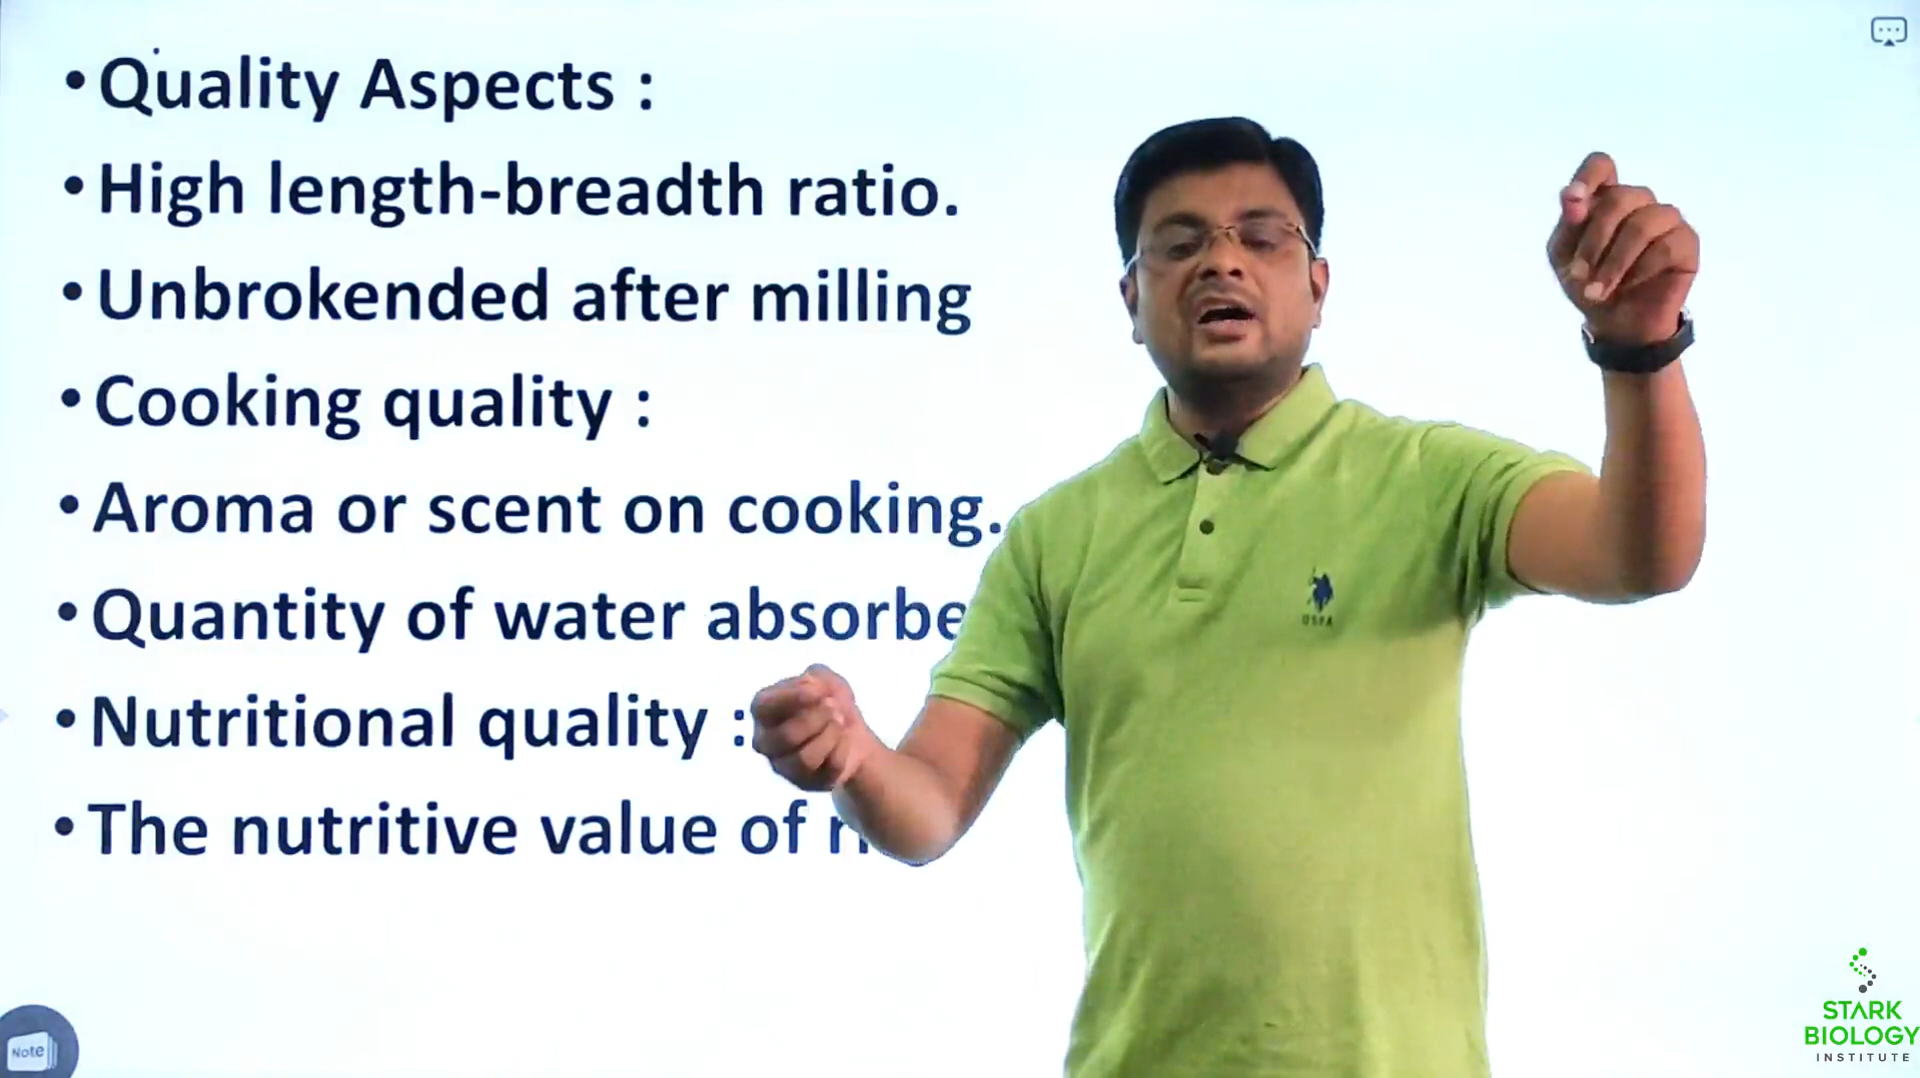 • Quality Aspects :
• High length-breadth ratio.
• Unbrokended after milling
• Cooking quality :
• Aroma or scent on cooking.
• Quantity of water absorbe
• Nutritional quality :
• The nutritive value of
USPA
Note
STARK
BIOLOGY
INSTITUTE